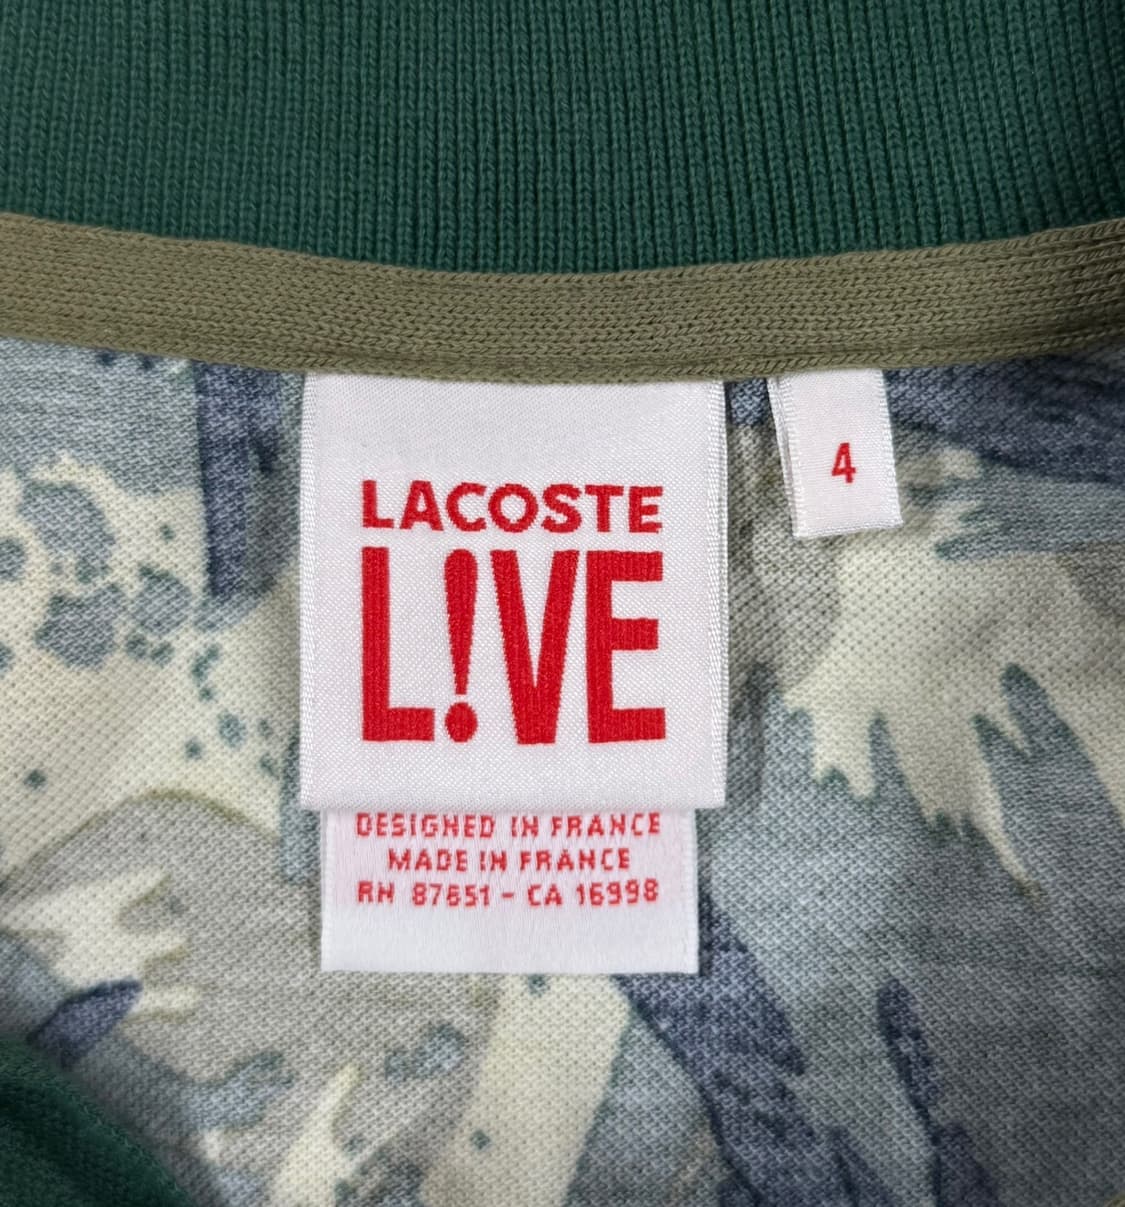 LACOSTE
L!VE
4
DESIGNED IN FRANCE
MADE IN FRANCE
RN 87651 - CA 16998